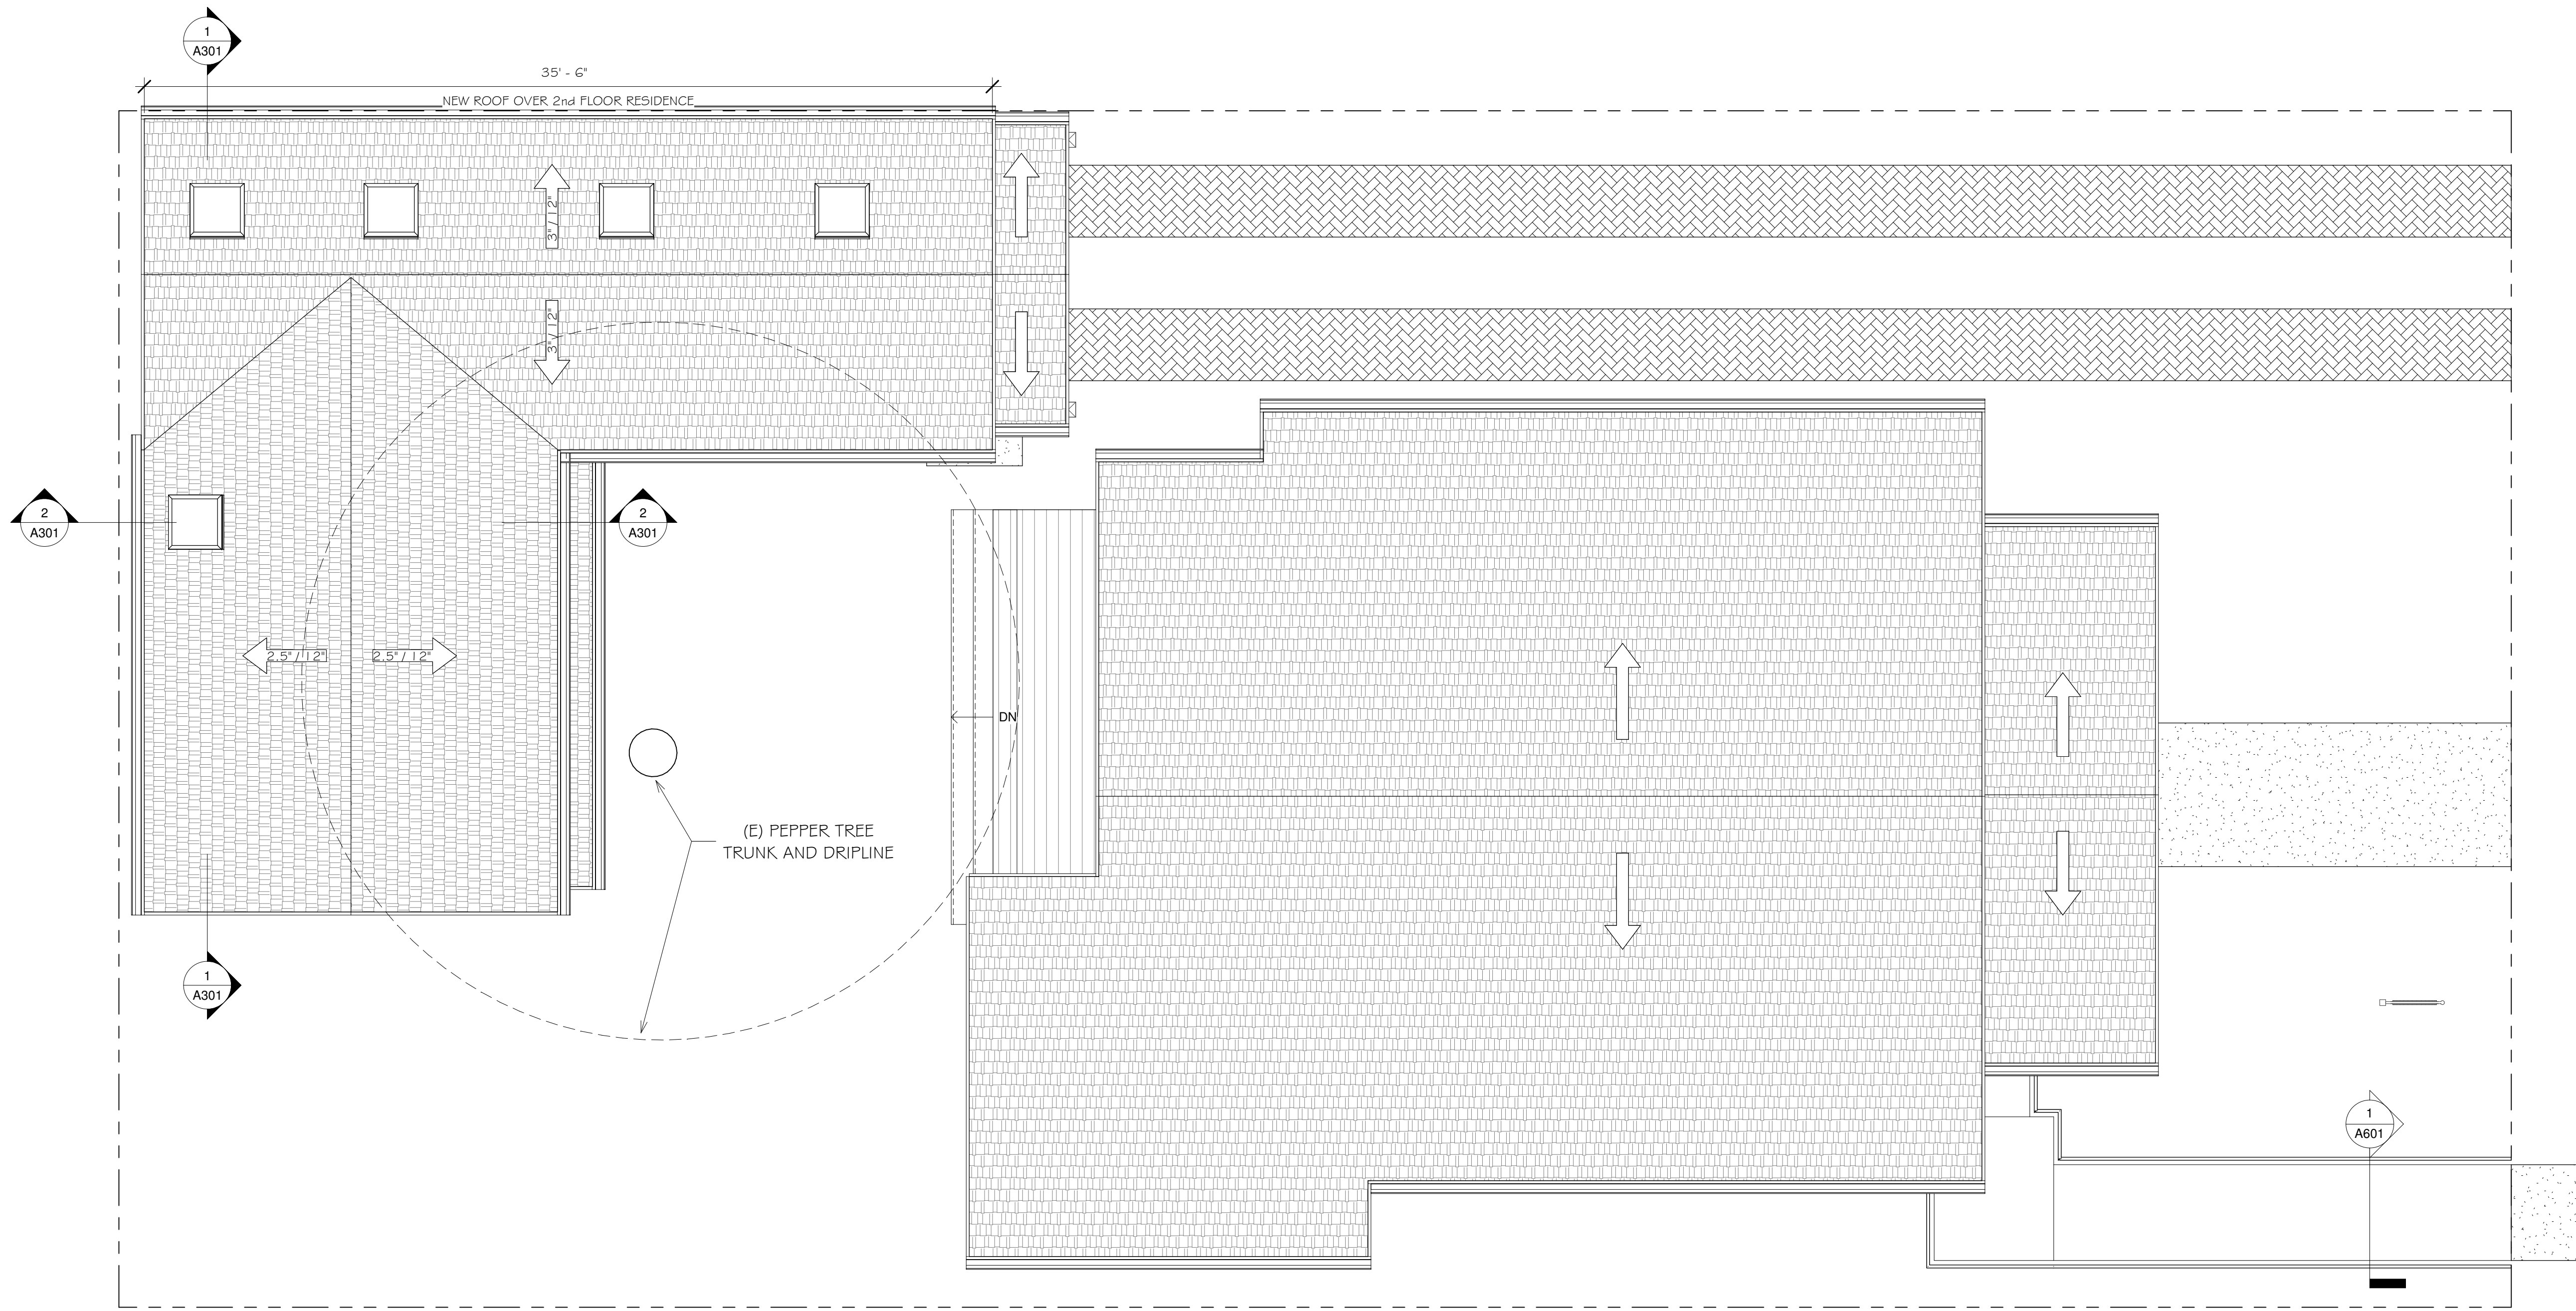 1
A301
35' - 6"
NEW ROOF OVER 2nd FLOOR RESIDENCE
3" / 12"
3" / 12"
2
A301
2
A301
2.5" / 12"
2.5" / 12"
DN
(E) PEPPER TREE
TRUNK AND DRIPLINE
1
A301
1
A601